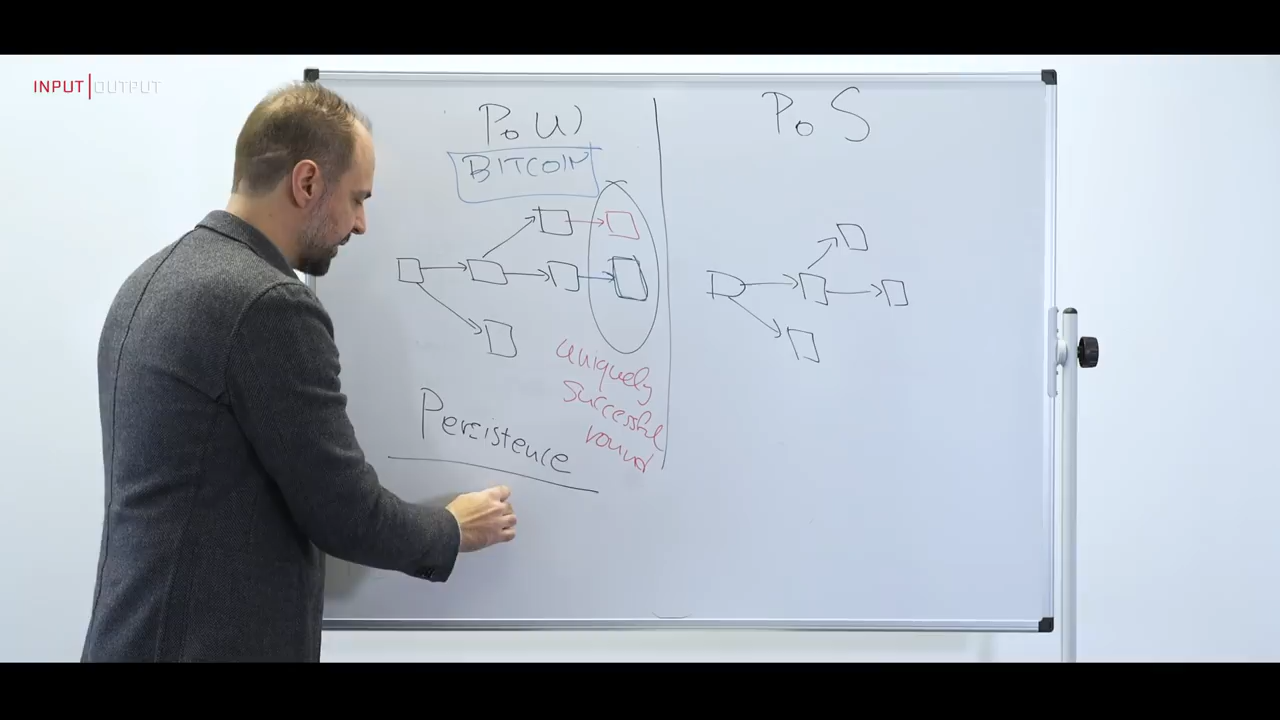 INPUT|OUTPUT
PoW
BITCOIN
uniquely
successful
round
Persistence
PoS